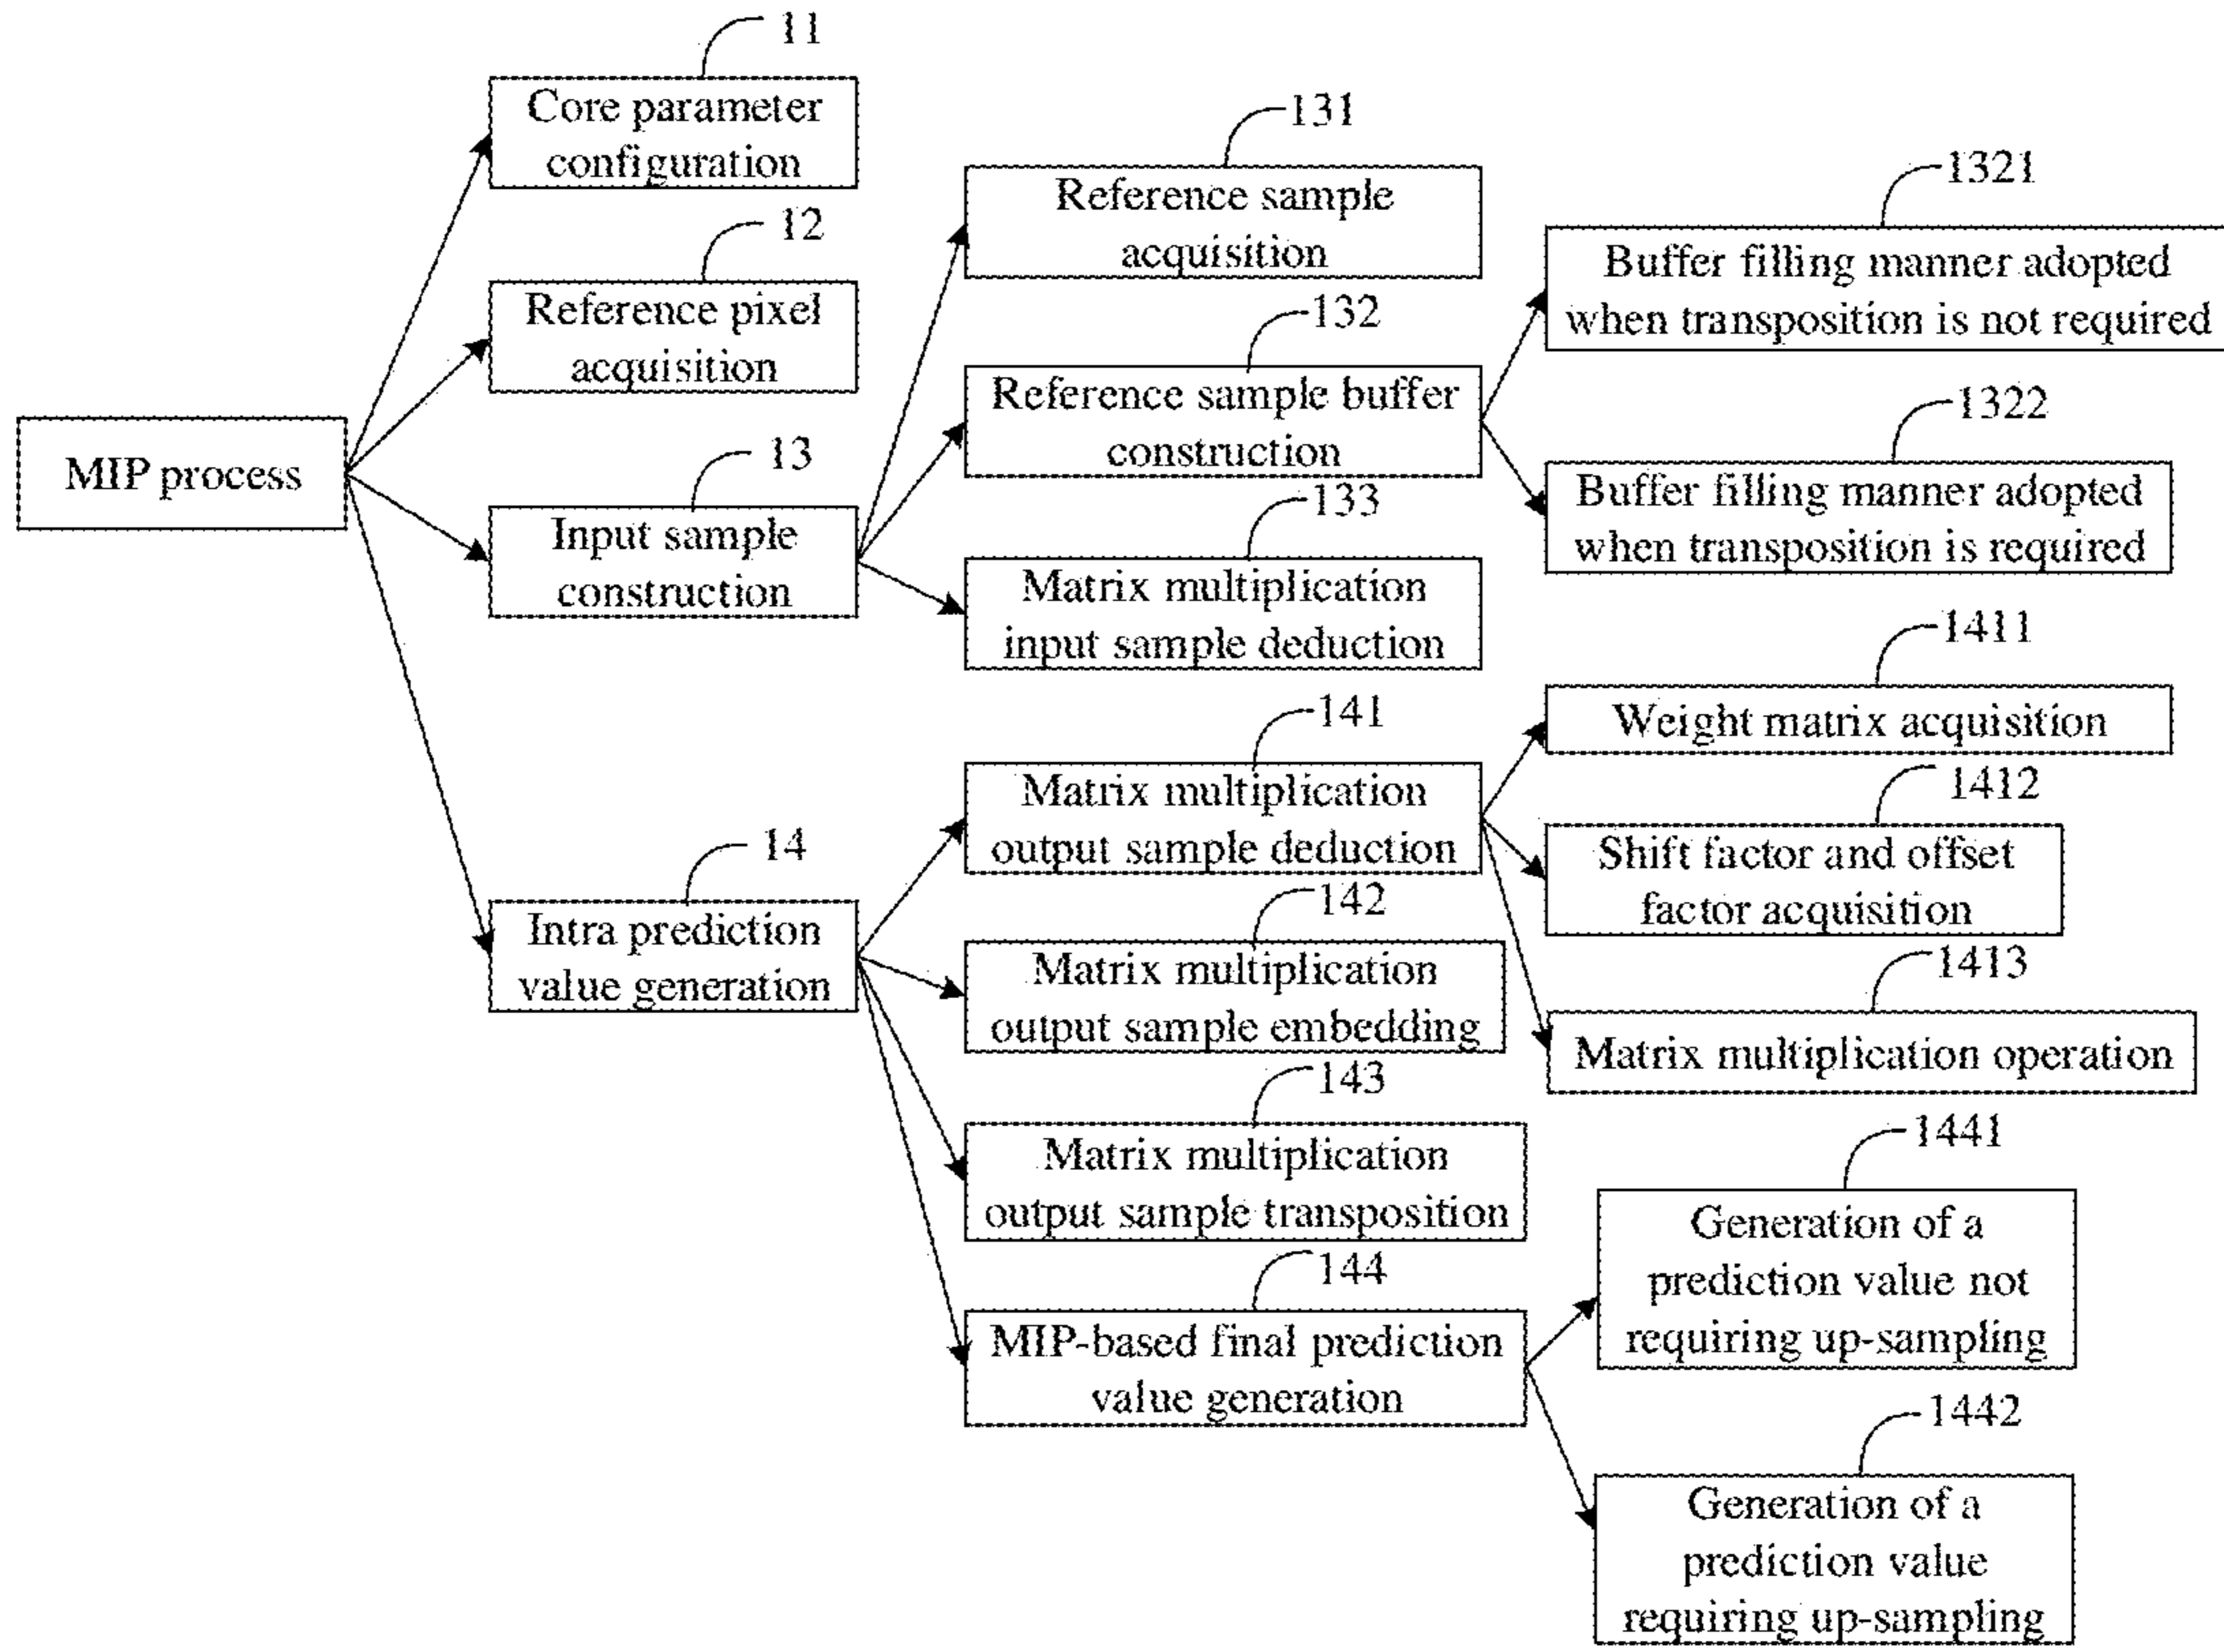 MIP process
11
Core parameter
configuration
12
Reference pixel
acquisition
13
Input sample
construction
14
Intra prediction
value generation
131
Reference sample
acquisition
132
Reference sample buffer
construction
133
Matrix multiplication
input sample deduction
141
Matrix multiplication
output sample deduction
142
Matrix multiplication
output sample embedding
143
Matrix multiplication
output sample transposition
144
MIP-based final prediction
value generation
1321
Buffer filling manner adopted
when transposition is not required
1322
Buffer filling manner adopted
when transposition is required
1411
Weight matrix acquisition
1412
Shift factor and offset
factor acquisition
1413
Matrix multiplication operation
1441
Generation of a
prediction value not
requiring up-sampling
1442
Generation of a
prediction value
requiring up-sampling